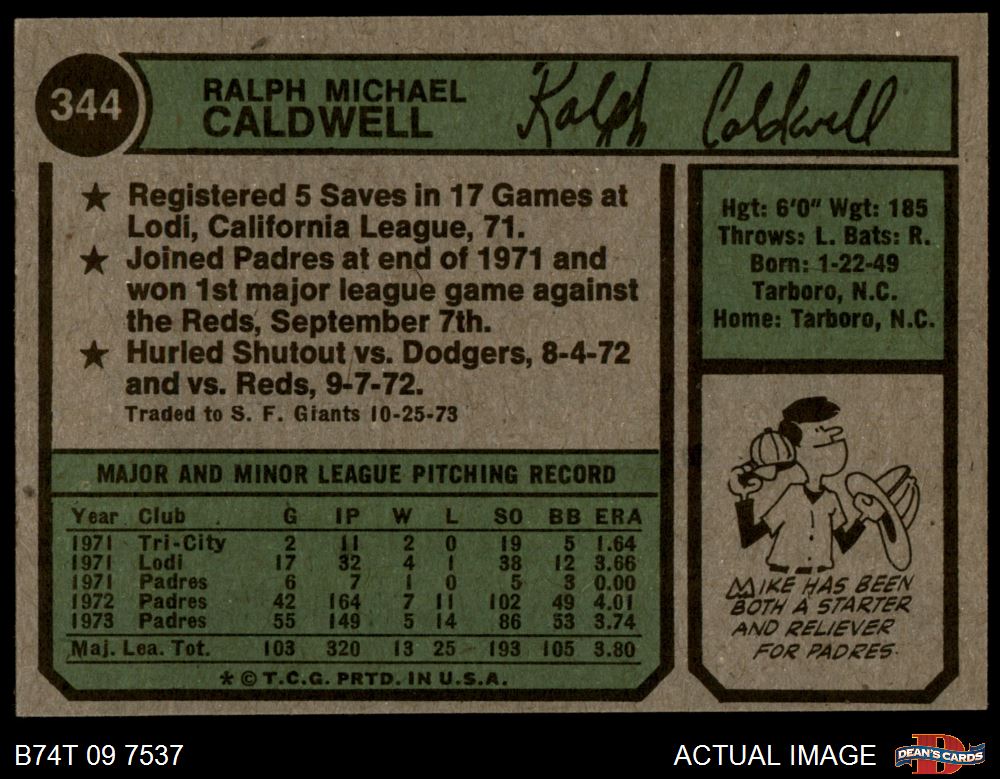 344
RALPH MICHAEL
CALDWELL
Ralph Caldwell
★ Registered 5 Saves in 17 Games at
Lodi, California League, 71.
★ Joined Padres at end of 1971 and
won 1st major league game against
the Reds, September 7th.
★ Hurled Shutout vs. Dodgers, 8-4-72
and vs. Reds, 9-7-72.
Traded to S. F. Giants 10-25-73
Hgt: 6'0" Wgt: 185
Throws: L. Bats: R.
Born: 1-22-49
Tarboro, N.C.
Home: Tarboro, N.C.
MAJOR AND MINOR LEAGUE PITCHING RECORD
Year Club G IP W L SO BB ERA
1971 Tri-City 2 11 2 0 19 5 1.64
1971 Lodi 17 32 4 1 38 12 3.66
1971 Padres 6 7 1 0 5 3 0.00
1972 Padres 42 164 7 11 102 49 4.01
1973 Padres 55 149 5 14 86 53 3.74
Maj. Lea. Tot. 103 320 13 25 193 105 3.80
* © T.C.G. PRTD. IN U.S.A.
MIKE HAS BEEN
BOTH A STARTER
AND RELIEVER
FOR PADRES.
B74T 09 7537
ACTUAL IMAGE
D
DEAN'S CARDS